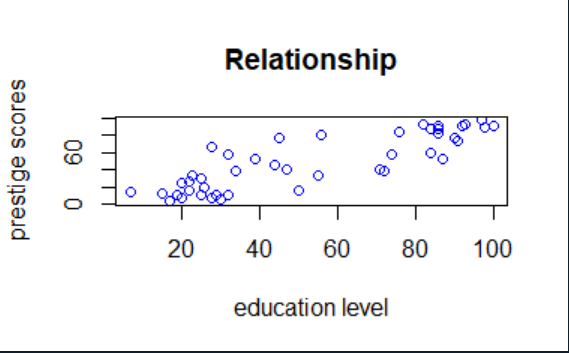 Relationship
prestige scores
60
0
20 40 60 80 100
education level